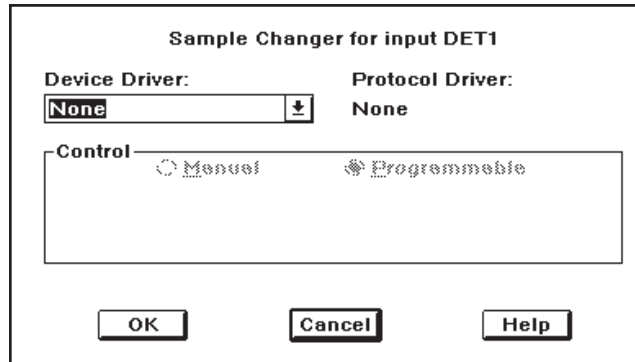 Sample Changer for input DET1
Device Driver: Protocol Driver:
None None
Control
Manual Programmable
OK Cancel Help